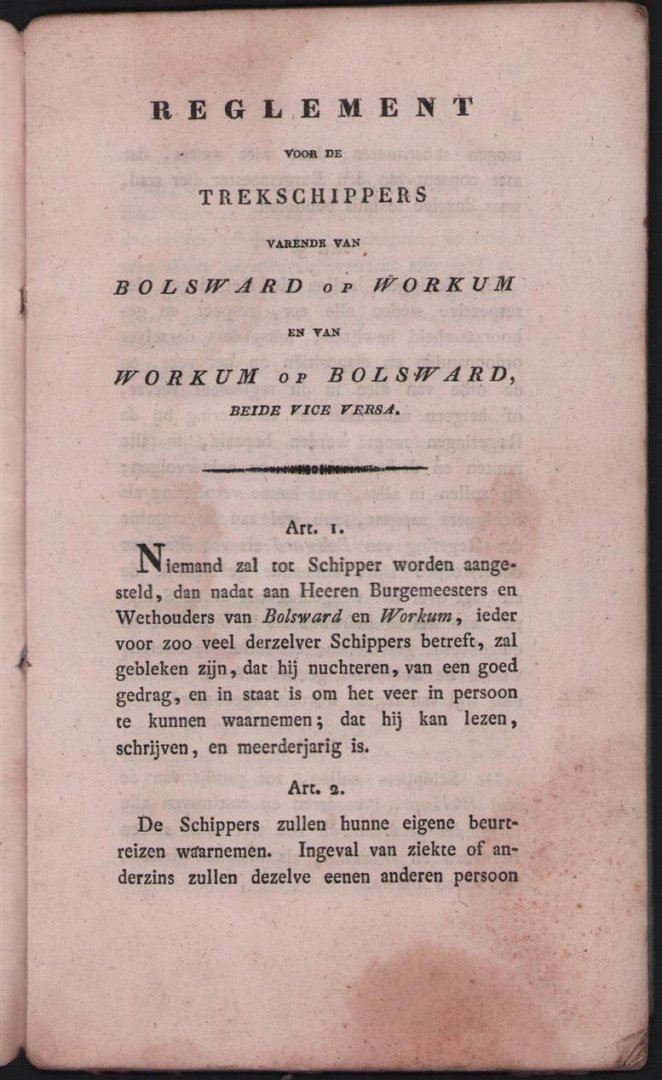 REGLEMENT
VOOR DE
TREKSCHIPPERS
VARENDE VAN
BOLSWARD OP WORKUM
EN VAN
WORKUM OP BOLSWARD,
BEIDE VICE VERSA.
Art. 1.
Niemand zal tot Schipper worden aange-
steld, dan nadat aan Heeren Burgemeesters en
Wethouders van Bolsward en Workum, ieder
voor zoo veel derzelver Schippers betreft, zal
gebleken zijn, dat hij nuchteren, van een goed
gedrag, en in staat is om het veer in persoon
te kunnen waarnemen; dat hij kan lezen,
schrijven, en meerderjarig is.
Art. 2.
De Schippers zullen hunne eigene beurt-
reizen waarnemen. Ingeval van ziekte of an-
derzins zullen dezelve eenen anderen persoon